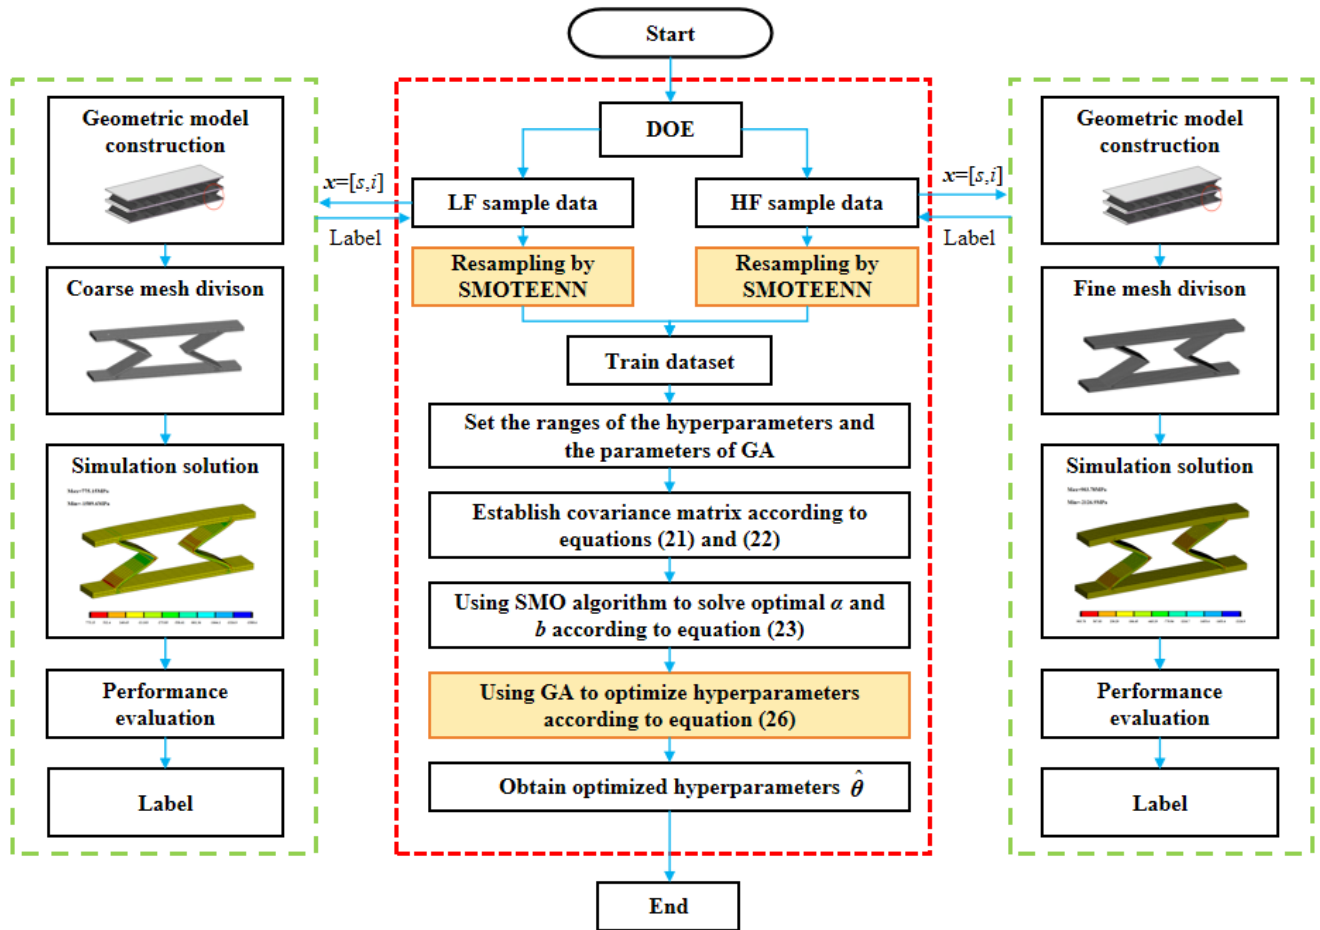 Start
DOE
LF sample data
HF sample data
Resampling by
SMOTEENN
Resampling by
SMOTEENN
Train dataset
Set the ranges of the hyperparameters and
the parameters of GA
Establish covariance matrix according to
equations (21) and (22)
Using SMO algorithm to solve optimal α and
b according to equation (23)
Using GA to optimize hyperparameters
according to equation (26)
Obtain optimized hyperparameters θ̂
End
x=[s,i]
Label
Geometric model
construction
Coarse mesh divison
Simulation solution
Performance
evaluation
Label
x=[s,i]
Label
Geometric model
construction
Fine mesh divison
Simulation solution
Performance
evaluation
Label